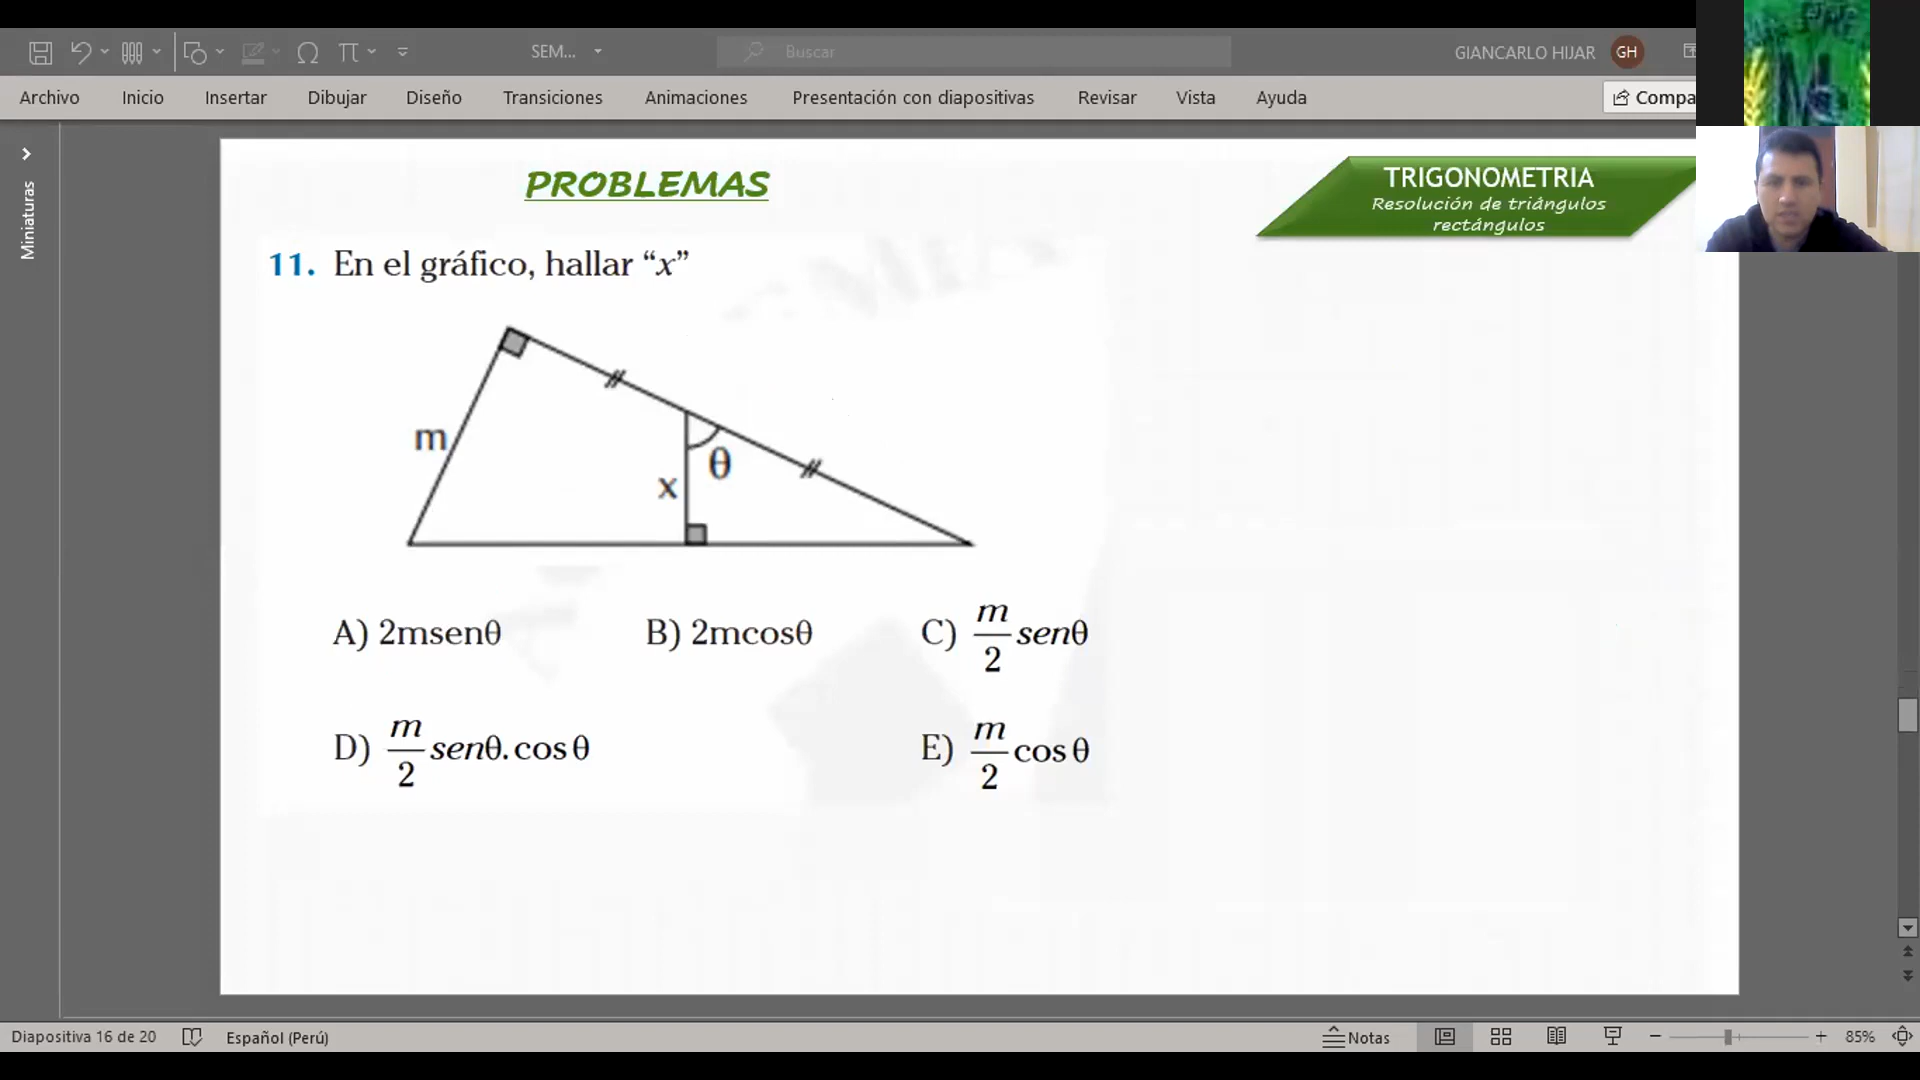 SEM...
Buscar
GIANCARLO HIJAR
GH
Archivo
Inicio
Insertar
Dibujar
Diseño
Transiciones
Animaciones
Presentación con diapositivas
Revisar
Vista
Ayuda
Compa
Miniaturas
PROBLEMAS
TRIGONOMETRIA
Resolución de triángulos
rectángulos
11. En el gráfico, hallar “x”
m
θ
x
A) 2msenθ
B) 2mcosθ
C) m/2 senθ
D) m/2 senθ.cosθ
E) m/2 cosθ
Diapositiva 16 de 20
Español (Perú)
Notas
85%